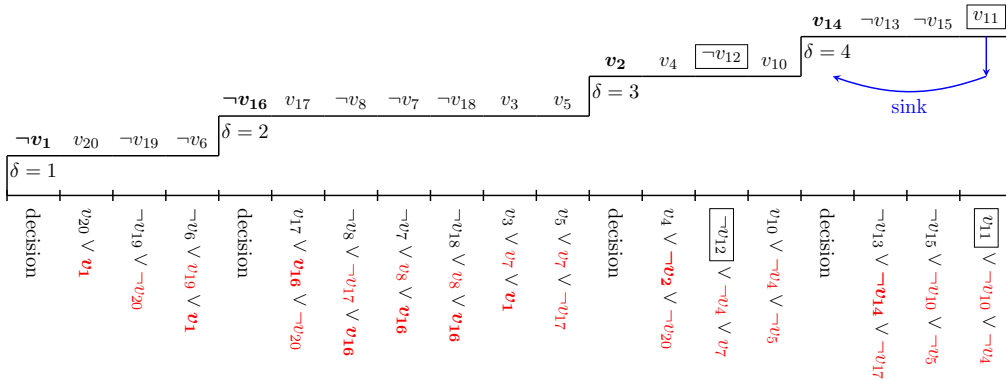 v14 ¬v13 ¬v15 v11
v2 v4 ¬v12 v10 δ = 4
sink
¬v16 v17 ¬v8 ¬v7 ¬v18 v3 v5 δ = 3
¬v1 v20 ¬v19 ¬v6 δ = 2
δ = 1
decision
v20 ∨ v1
¬v19 ∨ ¬v20
¬v6 ∨ v19 ∨ v1
decision
v17 ∨ v16 ∨ ¬v20
¬v8 ∨ ¬v17 ∨ v16
¬v7 ∨ v8 ∨ v16
¬v18 ∨ v8 ∨ v16
v3 ∨ v7 ∨ v1
v5 ∨ v7 ∨ ¬v17
decision
v4 ∨ ¬v2 ∨ ¬v20
¬v12 ∨ ¬v4 ∨ v7
v10 ∨ ¬v4 ∨ ¬v5
decision
¬v13 ∨ ¬v14 ∨ ¬v17
¬v15 ∨ ¬v10 ∨ ¬v5
v11 ∨ ¬v10 ∨ ¬v4